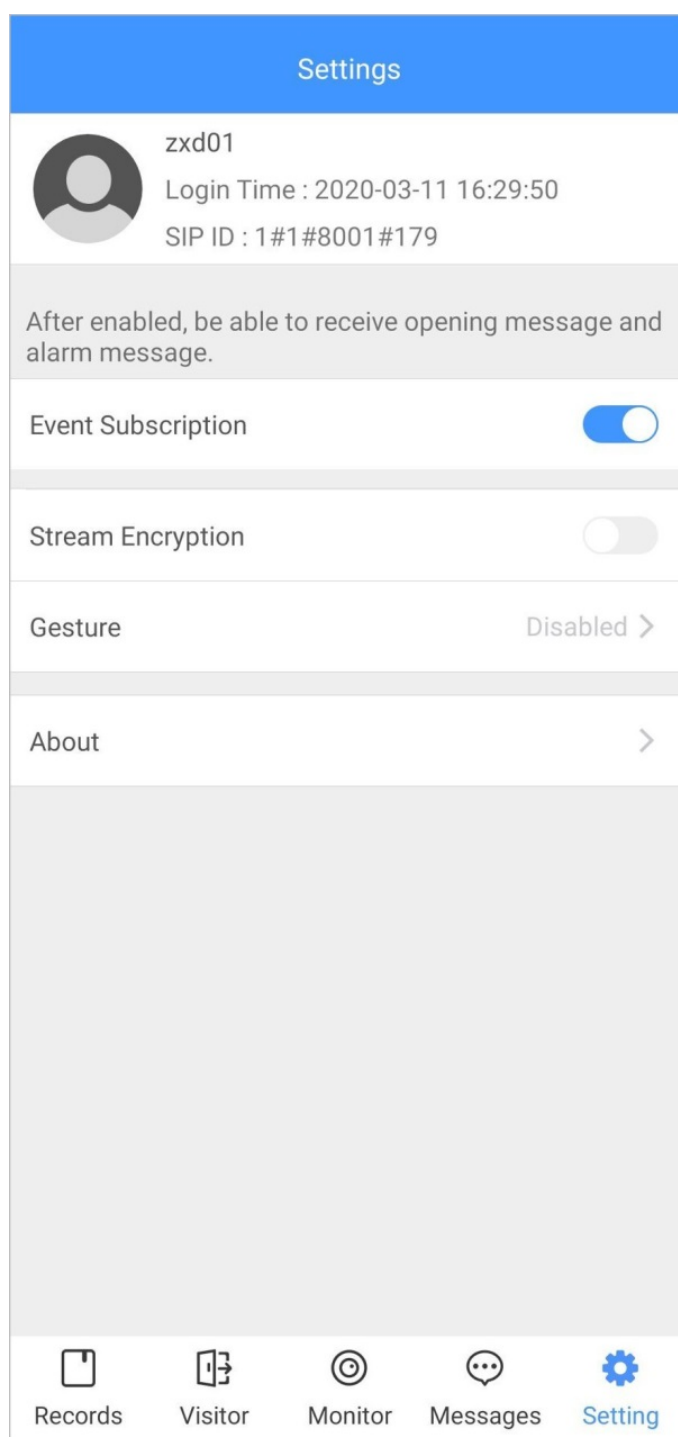 Settings
zxd01
Login Time : 2020-03-11 16:29:50
SIP ID : 1#1#8001#179
After enabled, be able to receive opening message and
alarm message.
Event Subscription
Stream Encryption
Gesture Disabled
About
Records Visitor Monitor Messages Setting